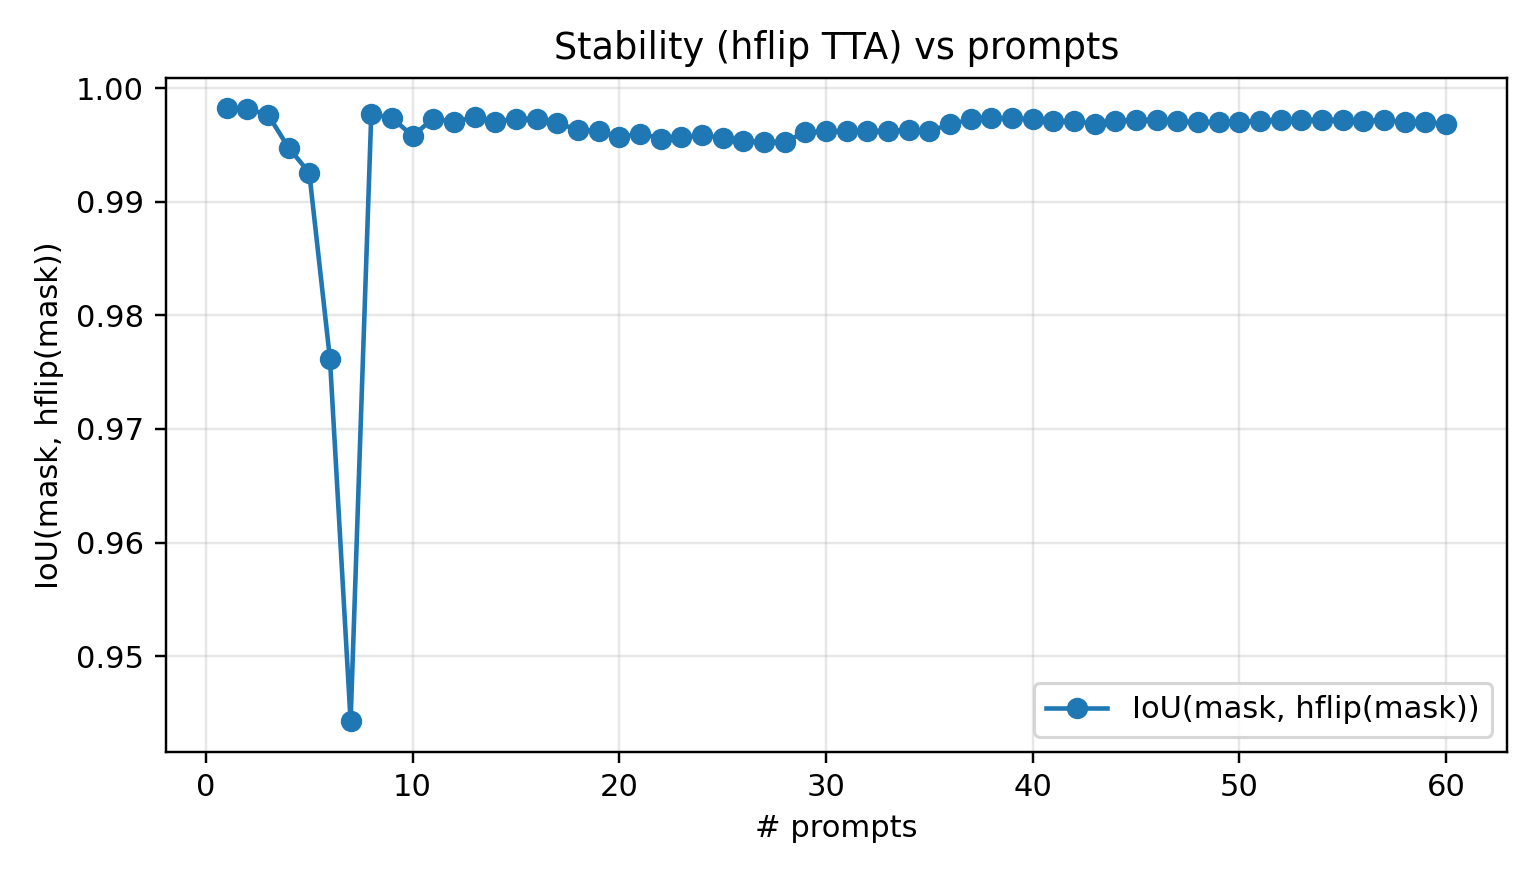 Stability (hflip TTA) vs prompts
1.00
0.99
0.98
0.97
0.96
0.95
IoU(mask, hflip(mask))
IoU(mask, hflip(mask))
0 10 20 30 40 50 60
# prompts